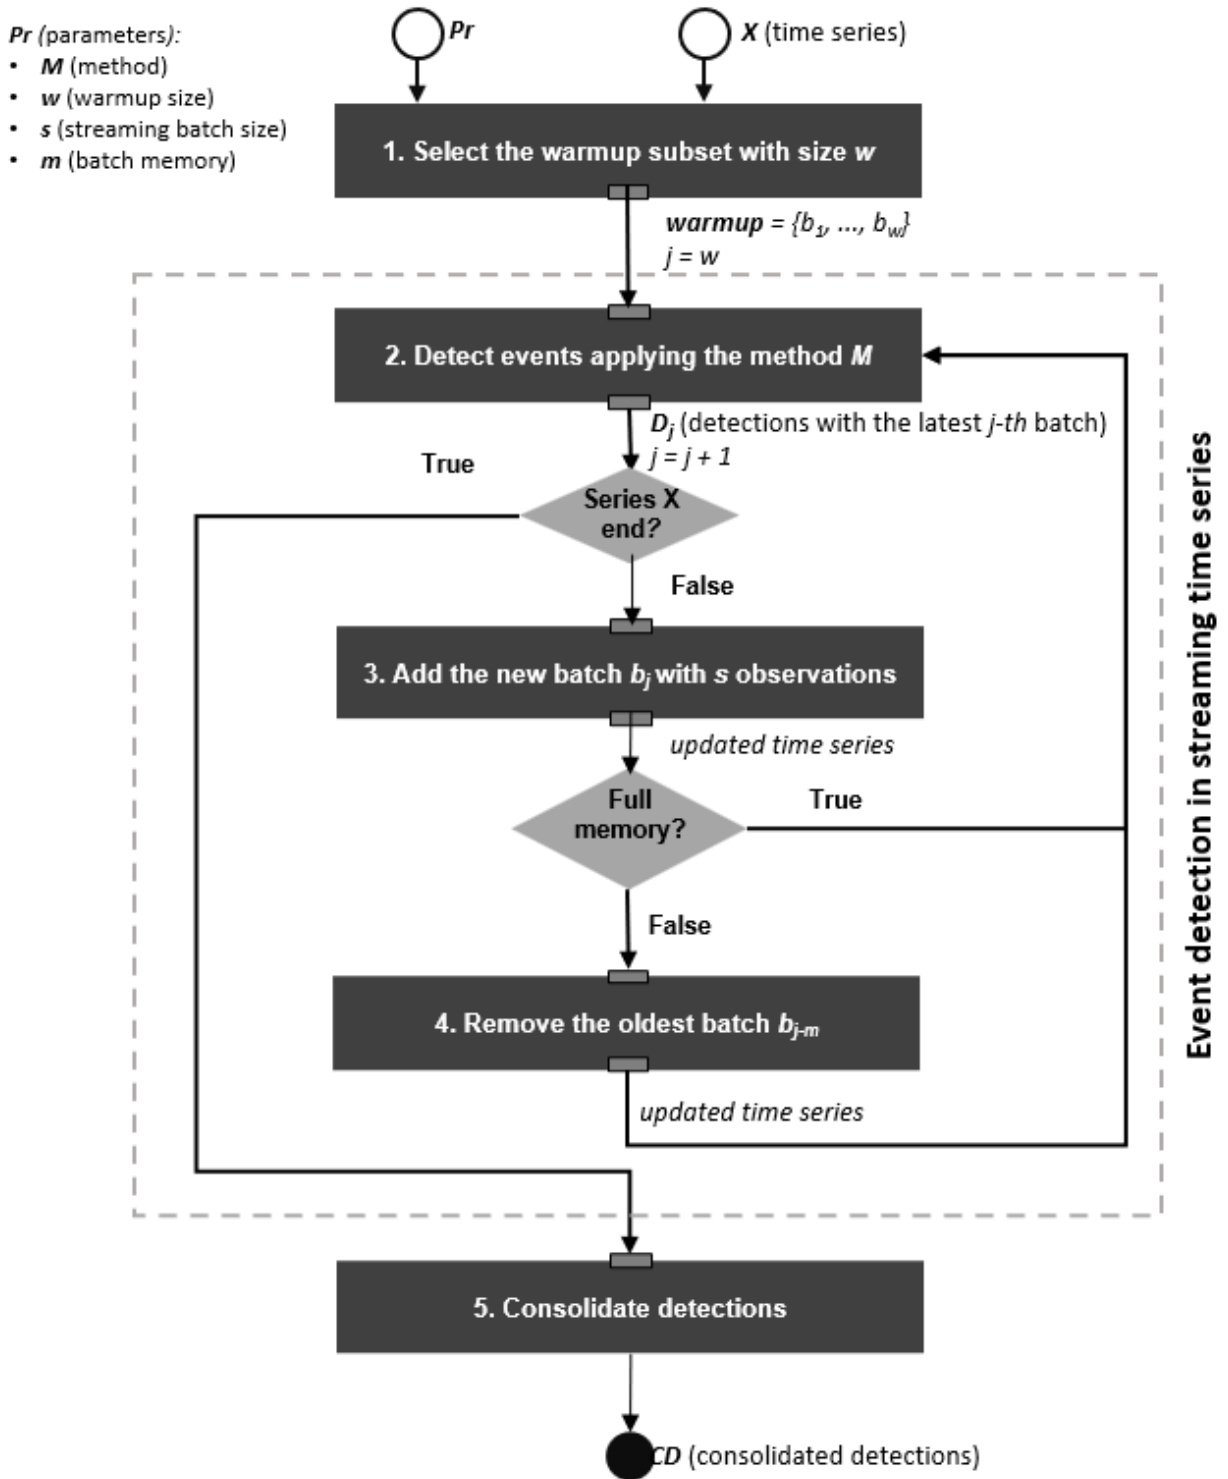 Pr (parameters):
• M (method)
• w (warmup size)
• s (streaming batch size)
• m (batch memory)
Pr
X (time series)
1. Select the warmup subset with size w
warmup = {b1, ..., bw}
j = w
2. Detect events applying the method M
Dj (detections with the latest j-th batch)
j = j + 1
True
Series X
end?
False
3. Add the new batch bj with s observations
updated time series
Full
memory?
True
False
4. Remove the oldest batch bj-m
updated time series
5. Consolidate detections
CD (consolidated detections)
Event detection in streaming time series